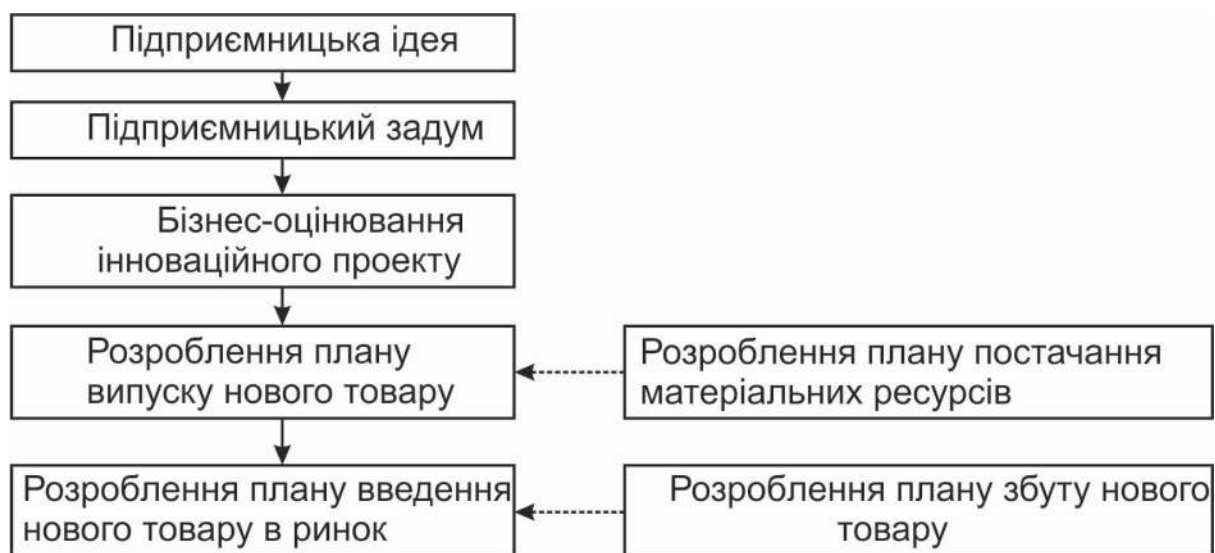 Підприємницька ідея
Підприємницький задум
Бізнес-оцінювання
інноваційного проекту
Розроблення плану
випуску нового товару
Розроблення плану постачання
матеріальних ресурсів
Розроблення плану введення
нового товару в ринок
Розроблення плану збуту нового
товару